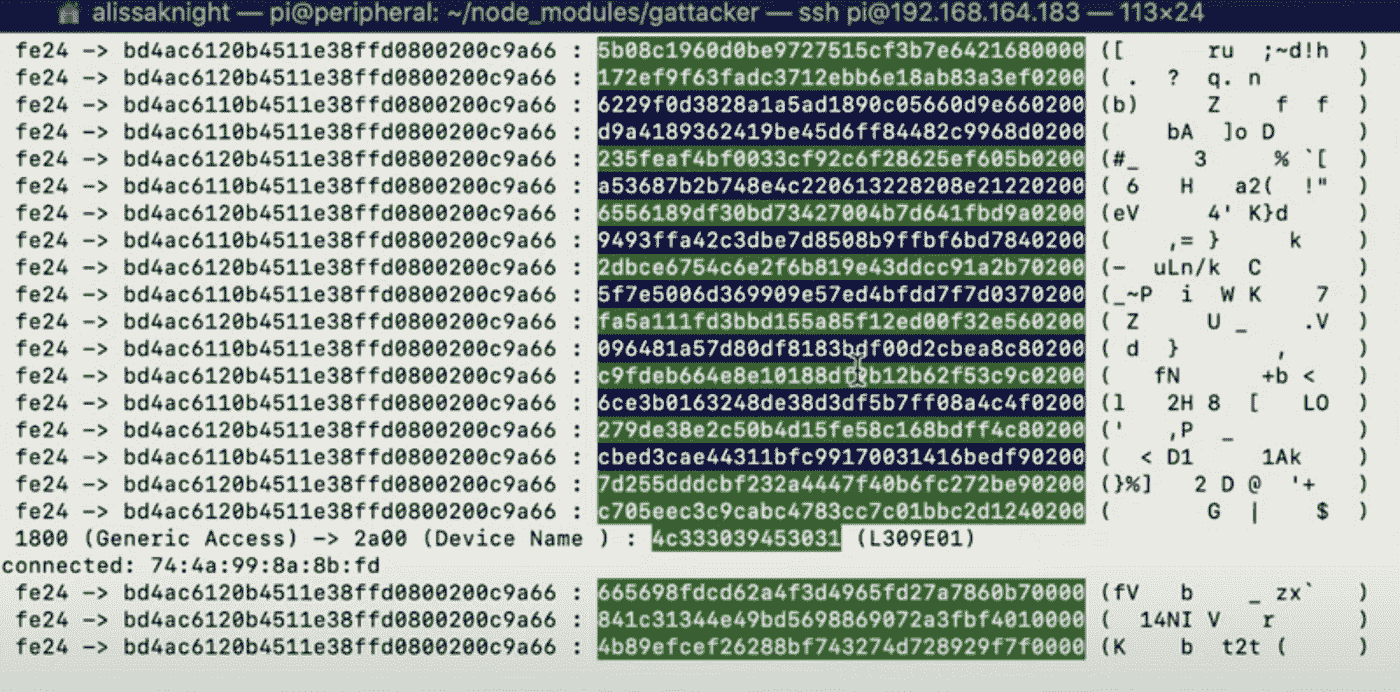 alissaknight — pi@peripheral: ~/node_modules/gattacker — ssh pi@192.168.164.183 — 113×24
fe24 -> bd4ac6120b4511e38ffd0800200c9a66 : 5b08c1960d0be9727515cf3b7e6421680000 ([ ru ;~d!h )
fe24 -> bd4ac6120b4511e38ffd0800200c9a66 : 172ef9f63fadc3712ebb6e18ab83a3ef0200 ( . ? q. n )
fe24 -> bd4ac6110b4511e38ffd0800200c9a66 : 6229f0d3828a1a5ad1890c05660d9e660200 (b) Z f f )
fe24 -> bd4ac6110b4511e38ffd0800200c9a66 : d9a4189362419be45d6ff84482c9968d0200 ( bA ]o D )
fe24 -> bd4ac6120b4511e38ffd0800200c9a66 : 235feaf4bf0033cf92c6f28625ef605b0200 (#_ 3 % `[ )
fe24 -> bd4ac6110b4511e38ffd0800200c9a66 : a53687b2b748e4c220613228208e21220200 ( 6 H a2( !" )
fe24 -> bd4ac6120b4511e38ffd0800200c9a66 : 6556189df30bd73427004b7d641fbd9a0200 (eV 4' K}d )
fe24 -> bd4ac6110b4511e38ffd0800200c9a66 : 9493ffa42c3dbe7d8508b9ffbf6bd7840200 ( ,= } k )
fe24 -> bd4ac6120b4511e38ffd0800200c9a66 : 2dbce6754c6e2f6b819e43ddcc91a2b70200 (- uLn/k C )
fe24 -> bd4ac6110b4511e38ffd0800200c9a66 : 5f7e5006d369909e57ed4bfdd7f7d0370200 (_~P i W K 7 )
fe24 -> bd4ac6120b4511e38ffd0800200c9a66 : fa5a111fd3bbd155a85f12ed00f32e560200 ( Z U _ .V )
fe24 -> bd4ac6110b4511e38ffd0800200c9a66 : 096481a57d80df8183bdf00d2cbea8c80200 ( d } , )
fe24 -> bd4ac6120b4511e38ffd0800200c9a66 : ( fN +b < )
fe24 -> bd4ac6110b4511e38ffd0800200c9a66 : 6ce3b0163248de38d3df5b7ff08a4c4f0200 (l 2H 8 [ LO )
fe24 -> bd4ac6120b4511e38ffd0800200c9a66 : 279de38e2c50b4d15fe58c168bdff4c80200 (' ,P _ )
fe24 -> bd4ac6110b4511e38ffd0800200c9a66 : cbed3cae44311bfc99170031416bedf90200 ( < D1 1Ak )
fe24 -> bd4ac6120b4511e38ffd0800200c9a66 : 7d255dddcbf232a4447f40b6fc272be90200 (}%] 2 D @ '+ )
fe24 -> bd4ac6120b4511e38ffd0800200c9a66 : c705eec3c9cabc4783cc7c01bbc2d1240200 ( G | $ )
1800 (Generic Access) -> 2a00 (Device Name ) : 4c333039453031 (L309E01)
connected: 74:4a:99:8a:8b:fd
fe24 -> bd4ac6120b4511e38ffd0800200c9a66 : 665698fdcd62a4f3d4965fd27a7860b70000 (fV b _ zx` )
fe24 -> bd4ac6120b4511e38ffd0800200c9a66 : 841c31344e49bd5698869072a3fbf4010000 ( 14NI V r )
fe24 -> bd4ac6120b4511e38ffd0800200c9a66 : 4b89efcef26288bf743274d728929f7f0000 (K b t2t ( )